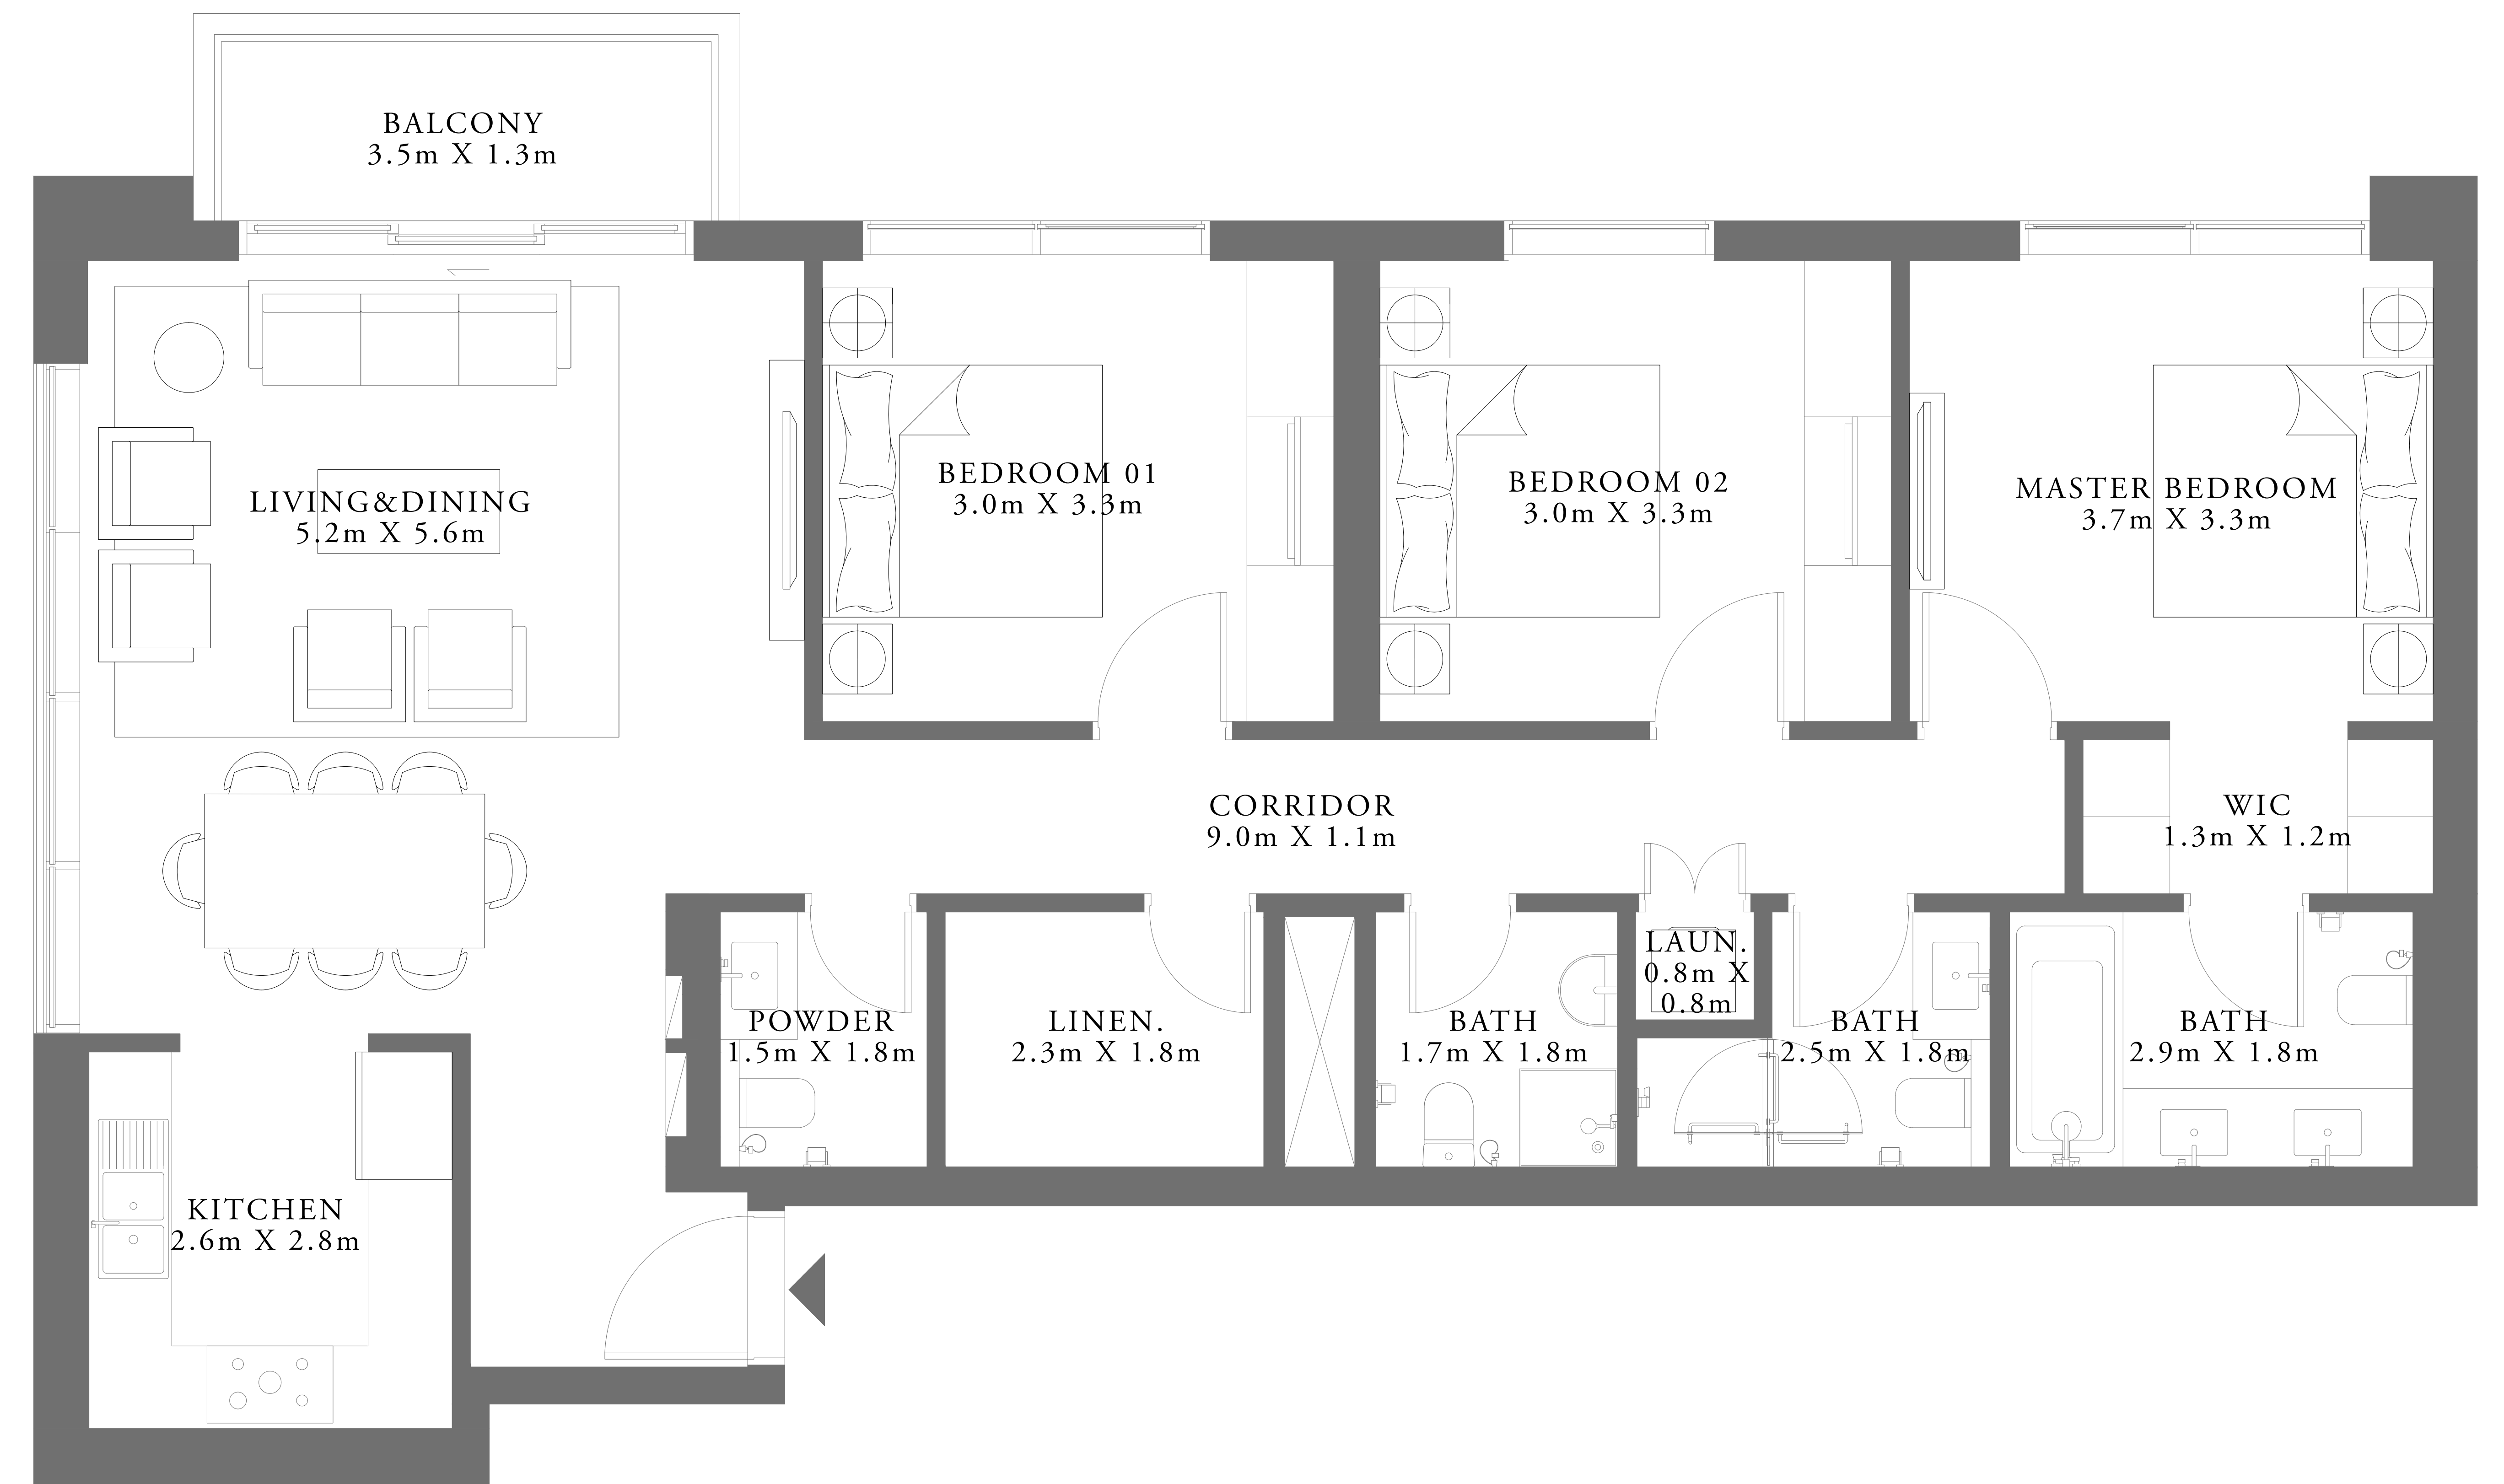 BALCONY
3.5m X 1.3m
BEDROOM 01
3.0m X 3.3m
BEDROOM 02
3.0m X 3.3m
MASTER BEDROOM
3.7m X 3.3m
LIVING&DINING
5.2m X 5.6m
CORRIDOR
9.0m X 1.1m
WIC
1.3m X 1.2m
LAUN.
0.8m X
0.8m
POWDER
1.5m X 1.8m
LINEN.
2.3m X 1.8m
BATH
1.7m X 1.8m
BATH
2.5m X 1.8m
BATH
2.9m X 1.8m
KITCHEN
2.6m X 2.8m